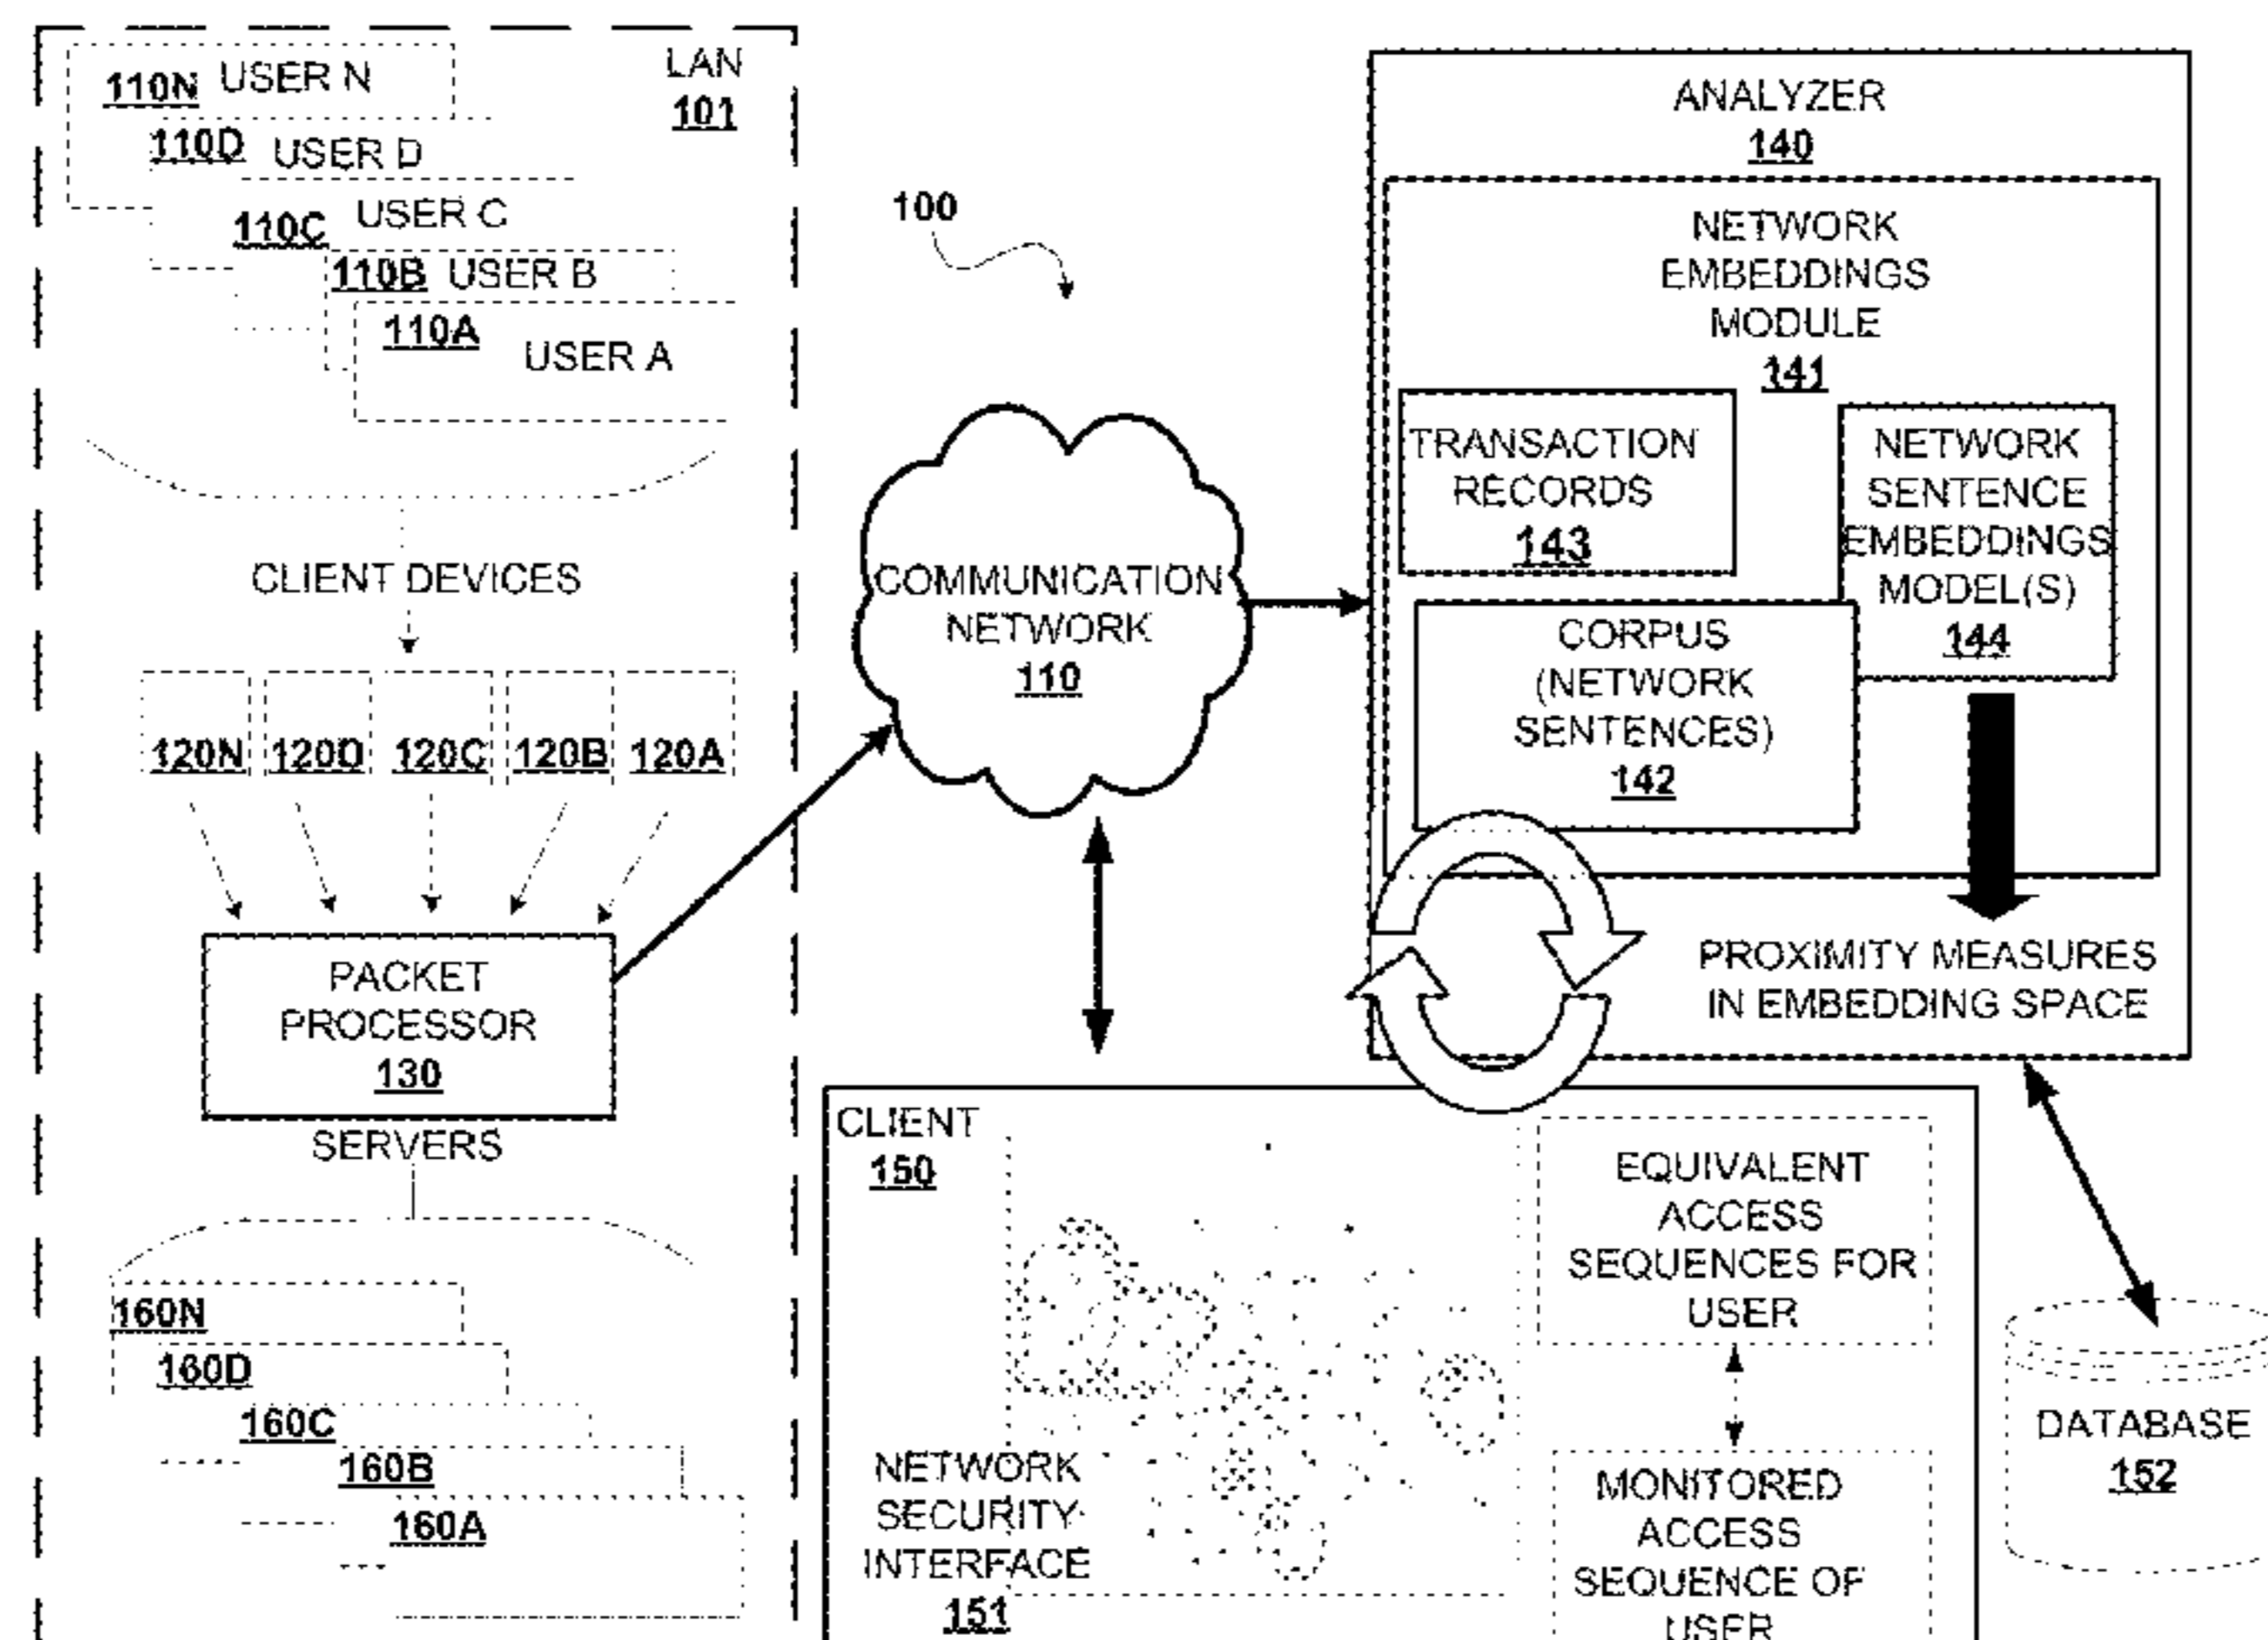 110N USER N
LAN
101
110D USER D
110C USER C
110B USER B
110A
USER A
CLIENT DEVICES
120N 120D 120C 120B 120A
PACKET
PROCESSOR
130
SERVERS
160N
160D
160C
160B
160A
100
COMMUNICATION
NETWORK
110
ANALYZER
140
NETWORK
EMBEDDINGS
MODULE
141
TRANSACTION
RECORDS
143
NETWORK
SENTENCE
EMBEDDINGS
MODEL(S)
144
CORPUS
(NETWORK
SENTENCES)
142
PROXIMITY MEASURES
IN EMBEDDING SPACE
CLIENT
150
NETWORK
SECURITY
INTERFACE
151
EQUIVALENT
ACCESS
SEQUENCES FOR
USER
MONITORED
ACCESS
SEQUENCE OF
USER
DATABASE
152